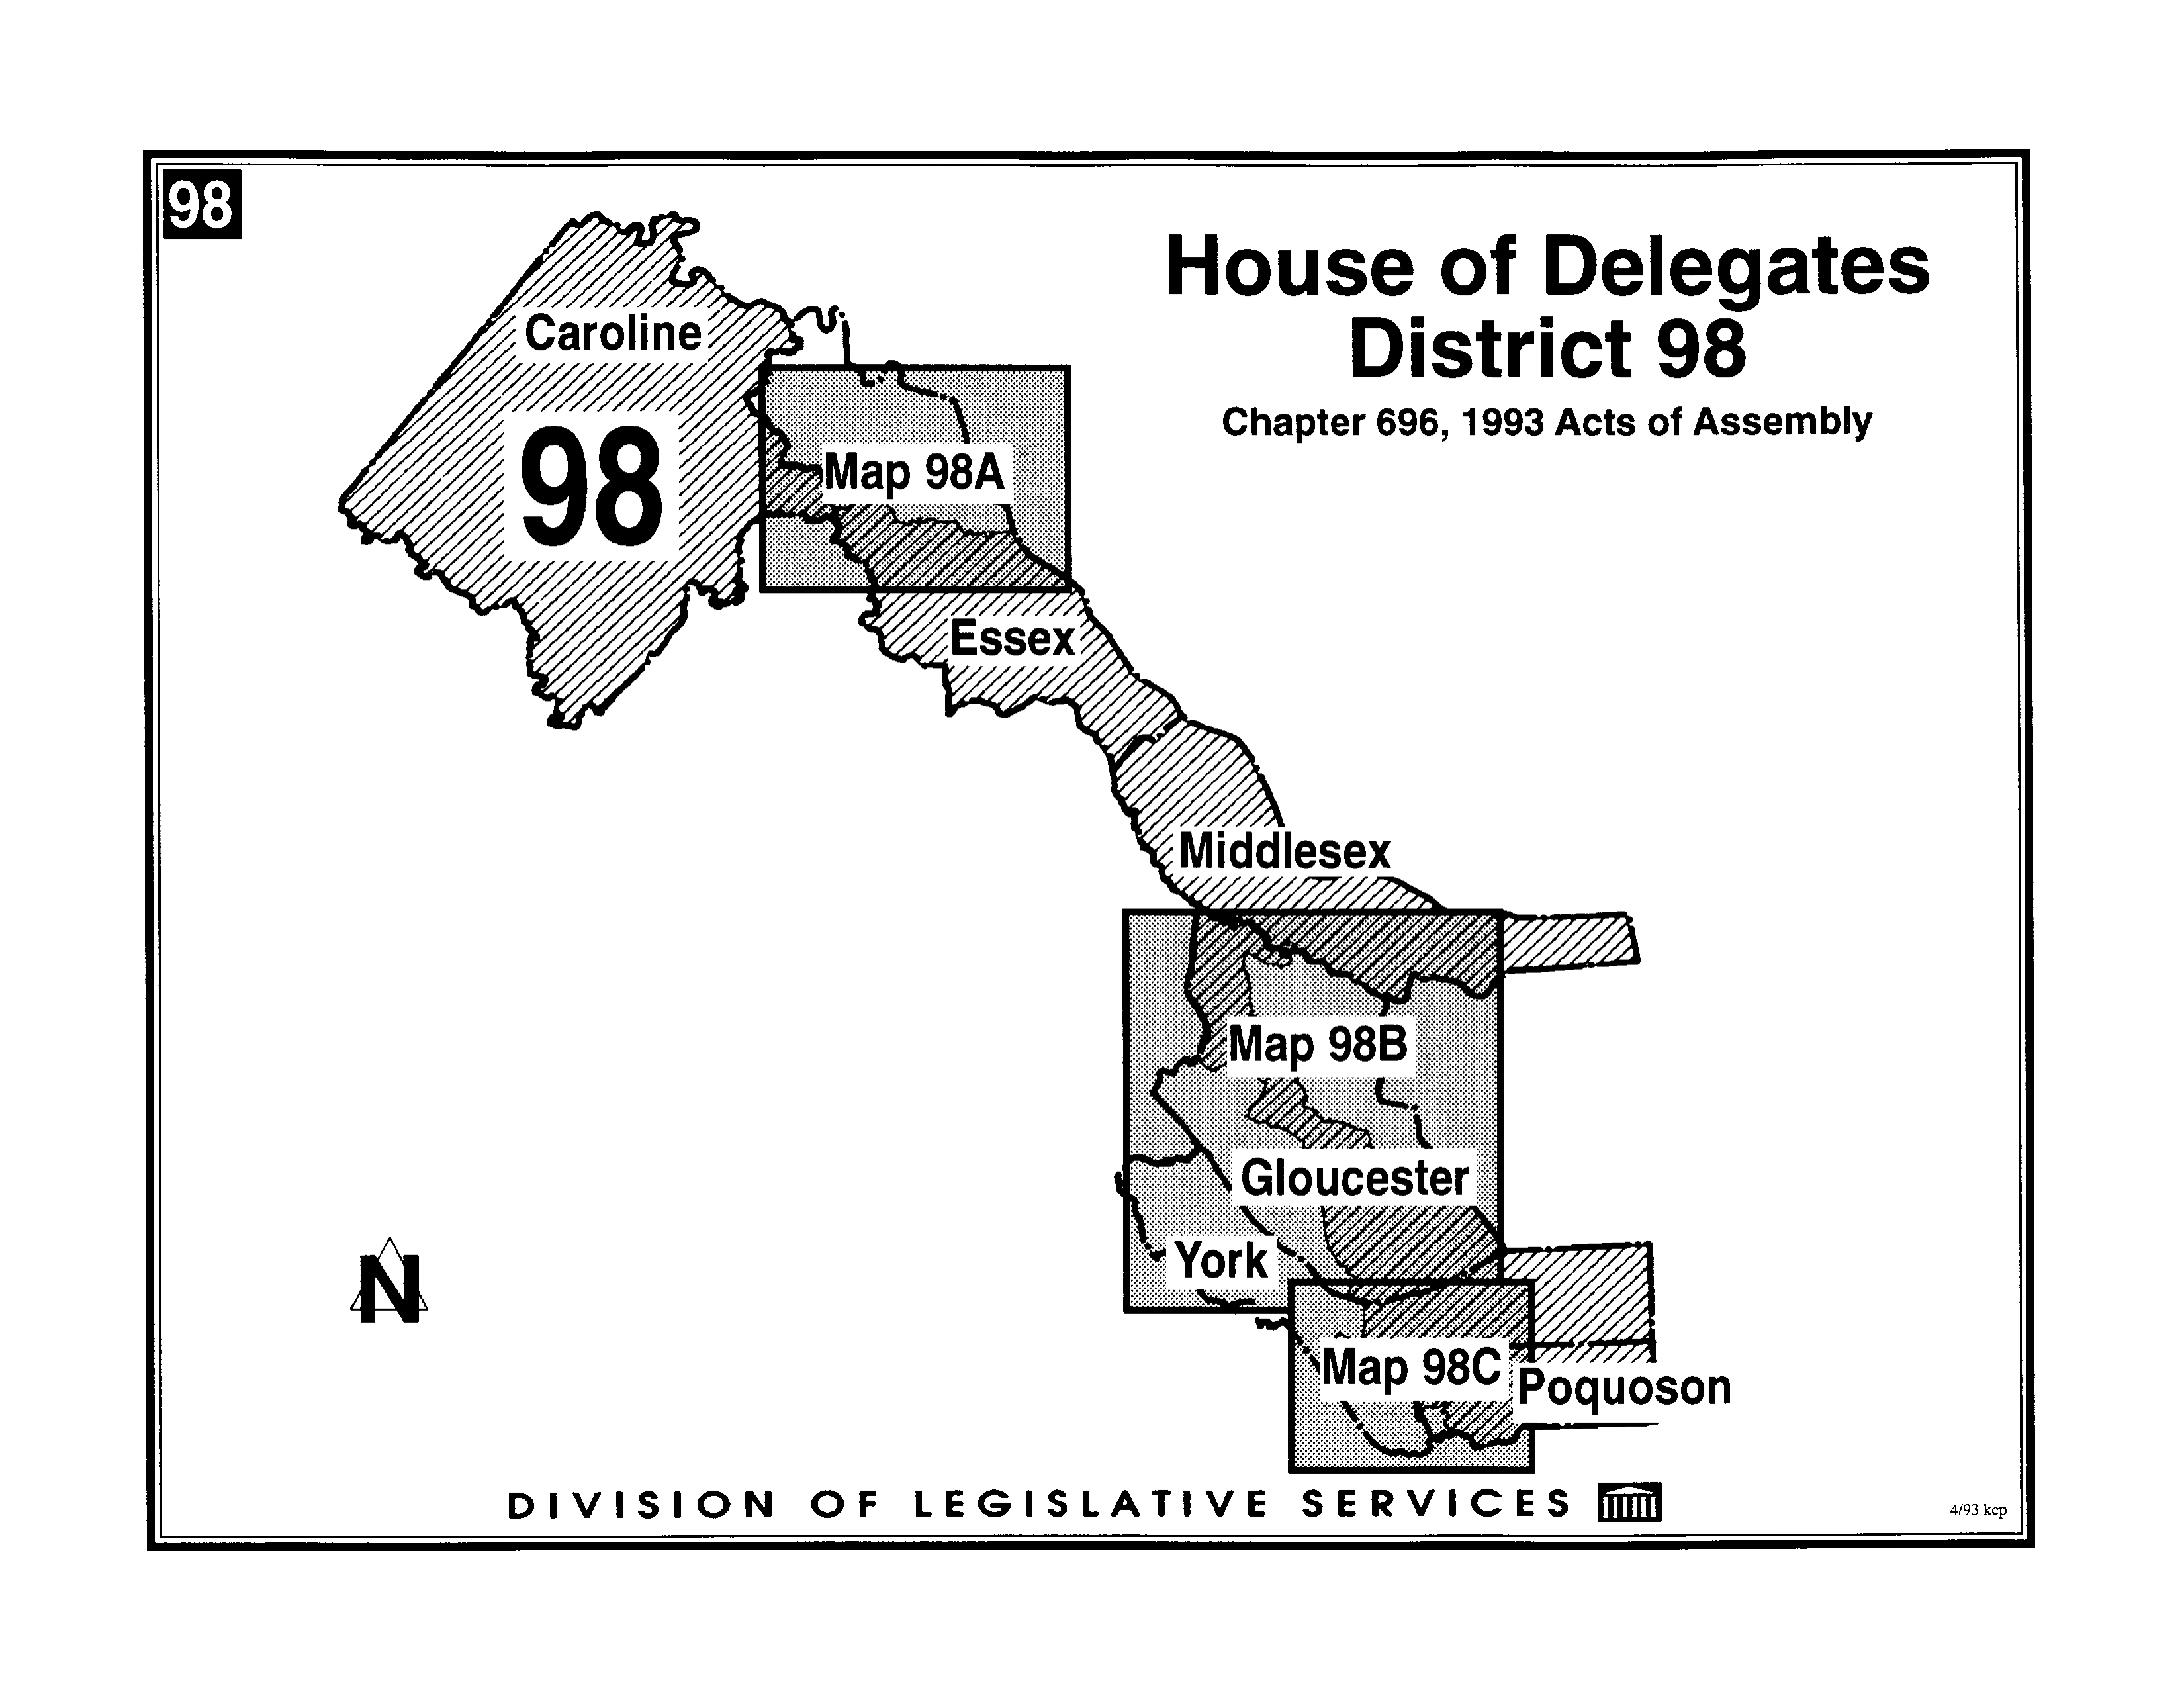 98
House of Delegates
District 98
Chapter 696, 1993 Acts of Assembly
Caroline
98
Map 98A
Essex
Middlesex
Map 98B
Gloucester
York
Map 98C
Poquoson
N
DIVISION OF LEGISLATIVE SERVICES
4/93 kcp